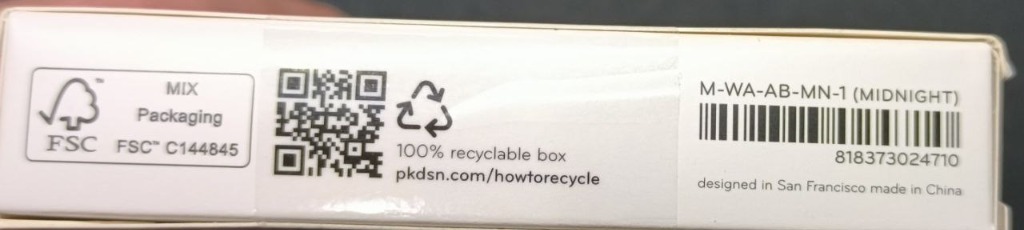 MIX
Packaging
FSC™ FSC™ C144845
100% recyclable box
pkdsn.com/howtorecycle
M-WA-AB-MN-1 (MIDNIGHT)
818373024710
designed in San Francisco made in China